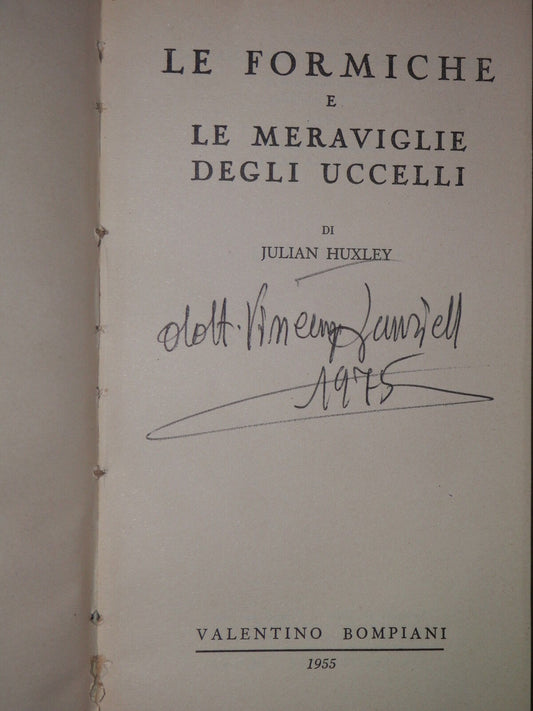 LE FORMICHE
E
LE MERAVIGLIE
DEGLI UCCELLI
DI
JULIAN HUXLEY
dott.
1975
VALENTINO BOMPIANI
1955